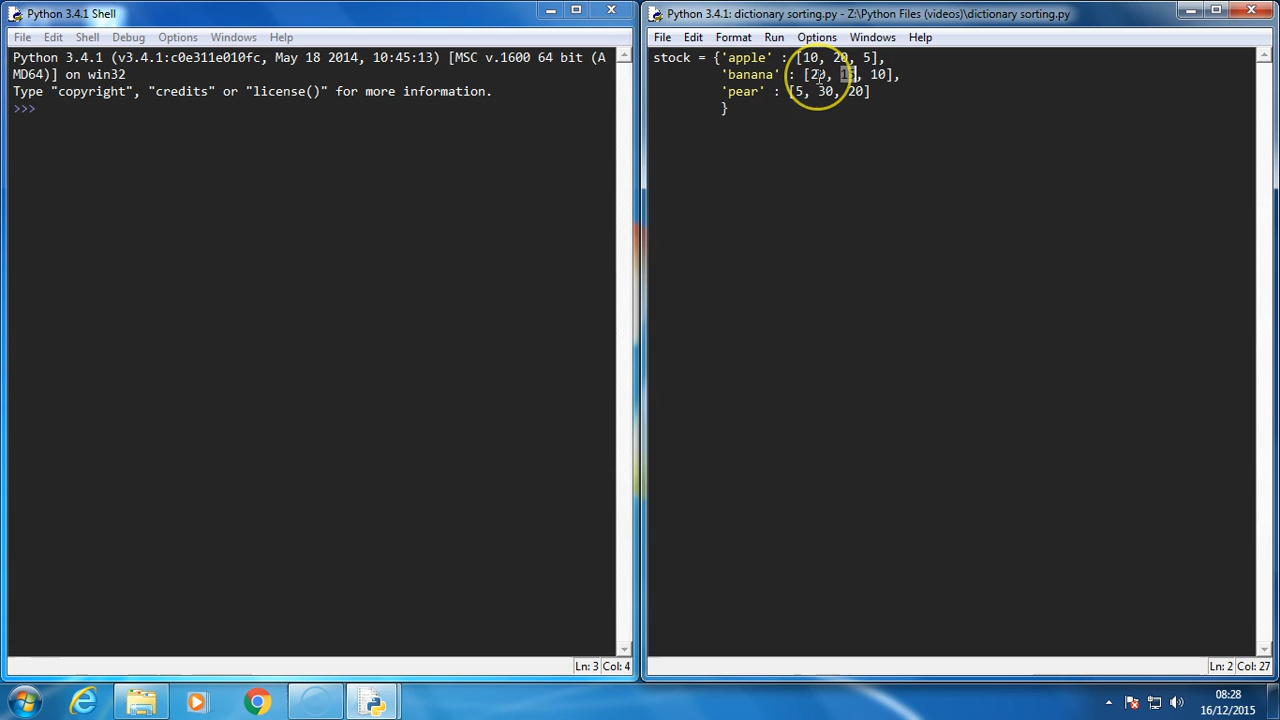 Python 3.4.1 Shell
File Edit Shell Debug Options Windows Help
Python 3.4.1 (v3.4.1:c0e311e010fc, May 18 2014, 10:45:13) [MSC v.1600 64 bit (A
MD64)] on win32
Type "copyright", "credits" or "license()" for more information.
>>>
Ln: 3 Col: 4
Python 3.4.1: dictionary sorting.py - Z:\Python Files (videos)\dictionary sorting.py
File Edit Format Run Options Windows Help
stock = {'apple' : [10, 20, 5],
'banana' : [20, 15, 10],
'pear' : [5, 30, 20]
}
Ln: 2 Col: 27
08:28
16/12/2015